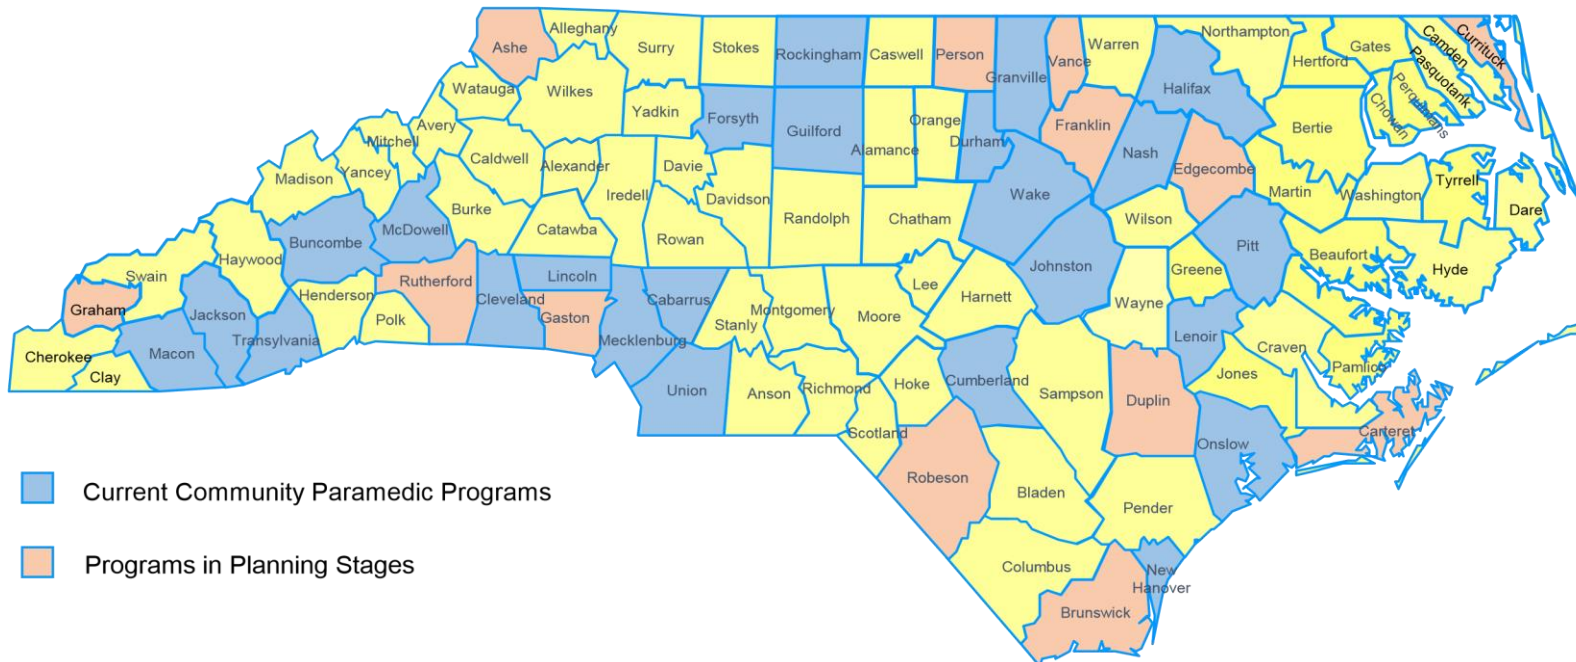 Alleghany
Ashe
Surry
Stokes
Rockingham
Caswell
Person
Granville
Vance
Warren
Northampton
Hertford
Gates
Camden
Currituck
Pasquotank
Perquimans
Chowan
Watauga
Wilkes
Yadkin
Forsyth
Guilford
Alamance
Orange
Durham
Franklin
Halifax
Nash
Edgecombe
Bertie
Mitchell
Avery
Caldwell
Alexander
Iredell
Davie
Davidson
Randolph
Chatham
Wake
Wilson
Martin
Washington
Tyrrell
Dare
Madison
Yancey
McDowell
Burke
Catawba
Rowan
Buncombe
Haywood
Swain
Rutherford
Lincoln
Cleveland
Gaston
Cabarrus
Mecklenburg
Stanly
Montgomery
Moore
Lee
Harnett
Johnston
Wayne
Greene
Pitt
Beaufort
Hyde
Graham
Jackson
Macon
Transylvania
Henderson
Polk
Cherokee
Clay
Union
Anson
Richmond
Hoke
Scotland
Cumberland
Sampson
Duplin
Lenoir
Craven
Jones
Pamlico
Onslow
Carteret
Robeson
Bladen
Pender
Columbus
Brunswick
New
Hanover
Current Community Paramedic Programs
Programs in Planning Stages